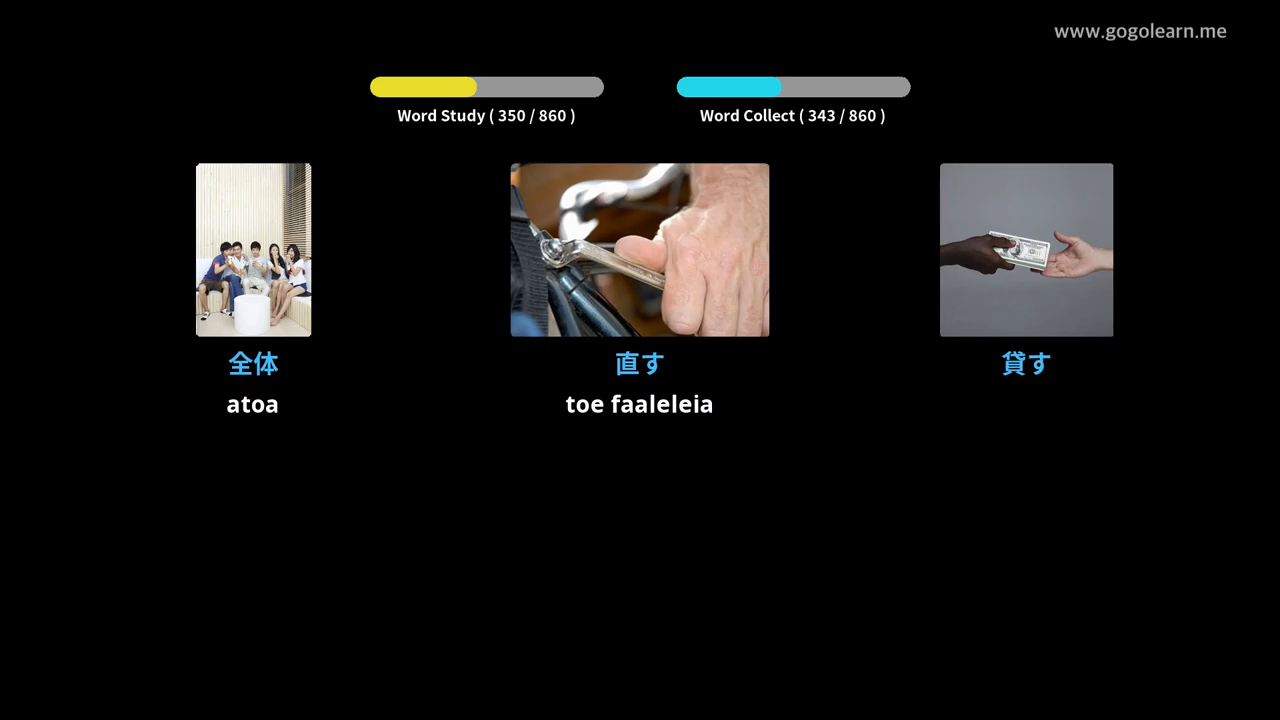 www.gogolearn.me
Word Study ( 350 / 860 )
Word Collect ( 343 / 860 )
全体
直す
貸す
atoa
toe faaleleia